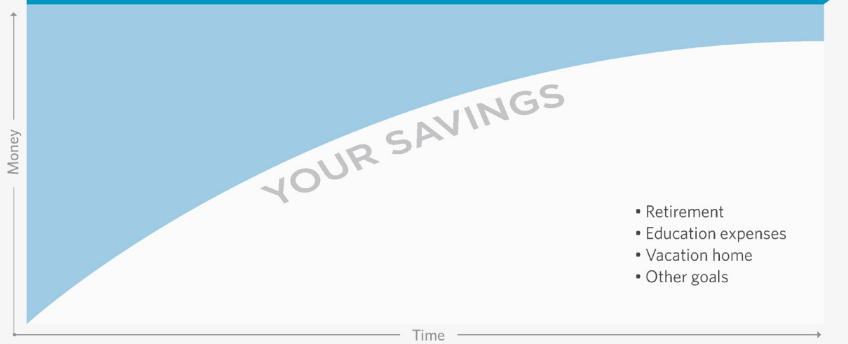 Money
YOUR SAVINGS
• Retirement
• Education expenses
• Vacation home
• Other goals
Time